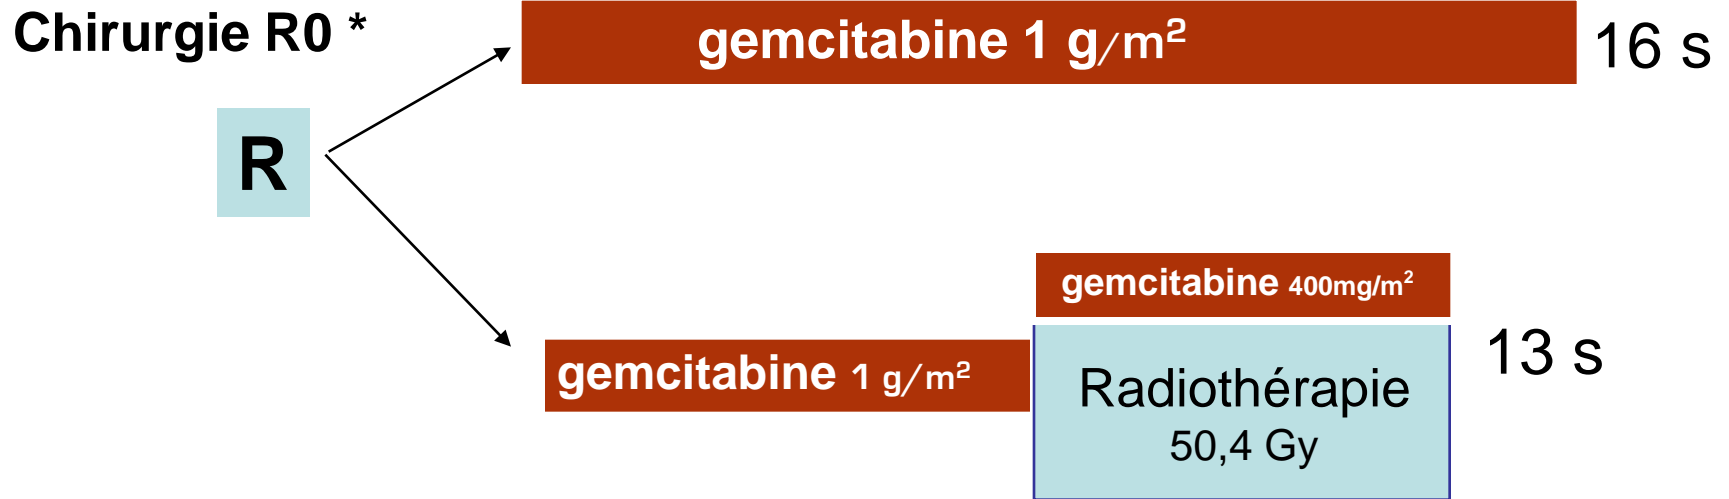 Chirurgie R0 *
gemcitabine 1 g/m²
16 s
R
gemcitabine 400mg/m²
gemcitabine 1 g/m²
13 s
Radiothérapie
50,4 Gy